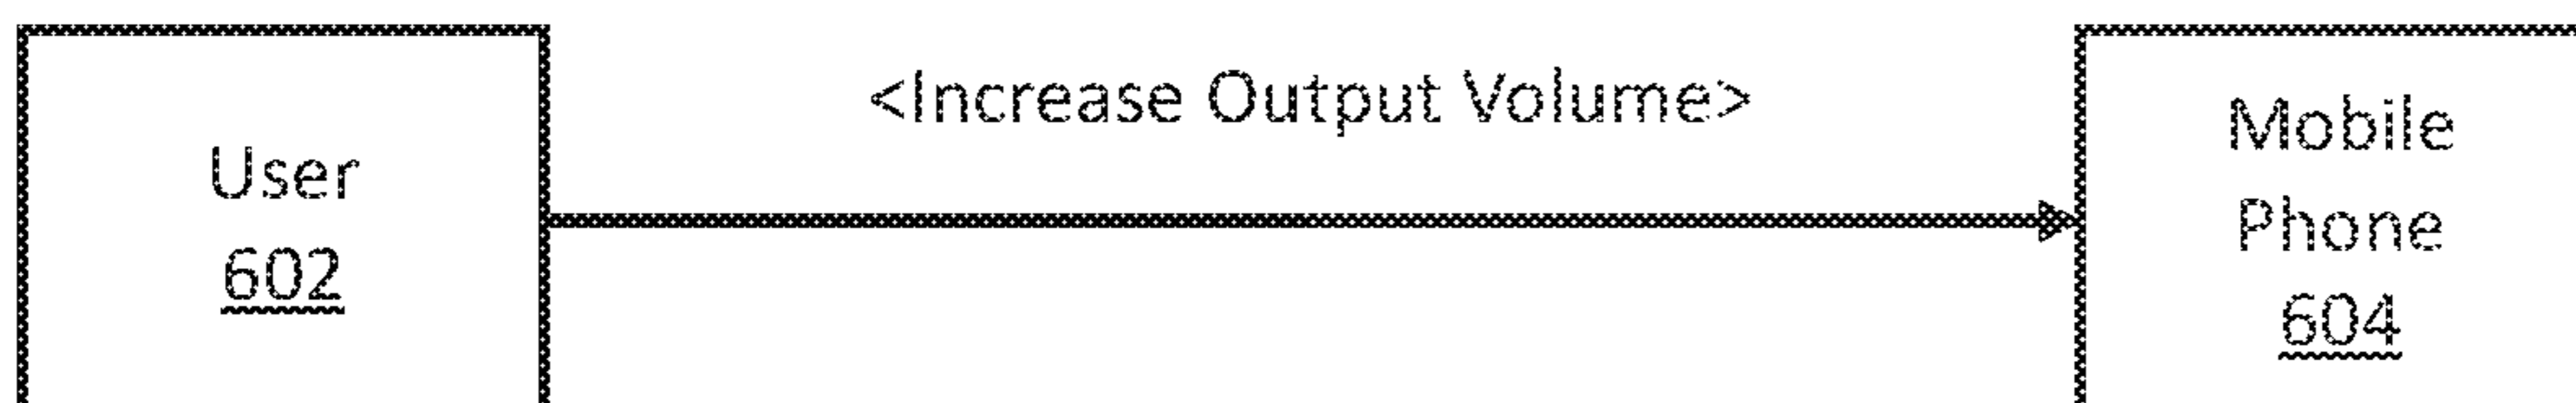 <Increase Output Volume>
User
602
Mobile
Phone
604